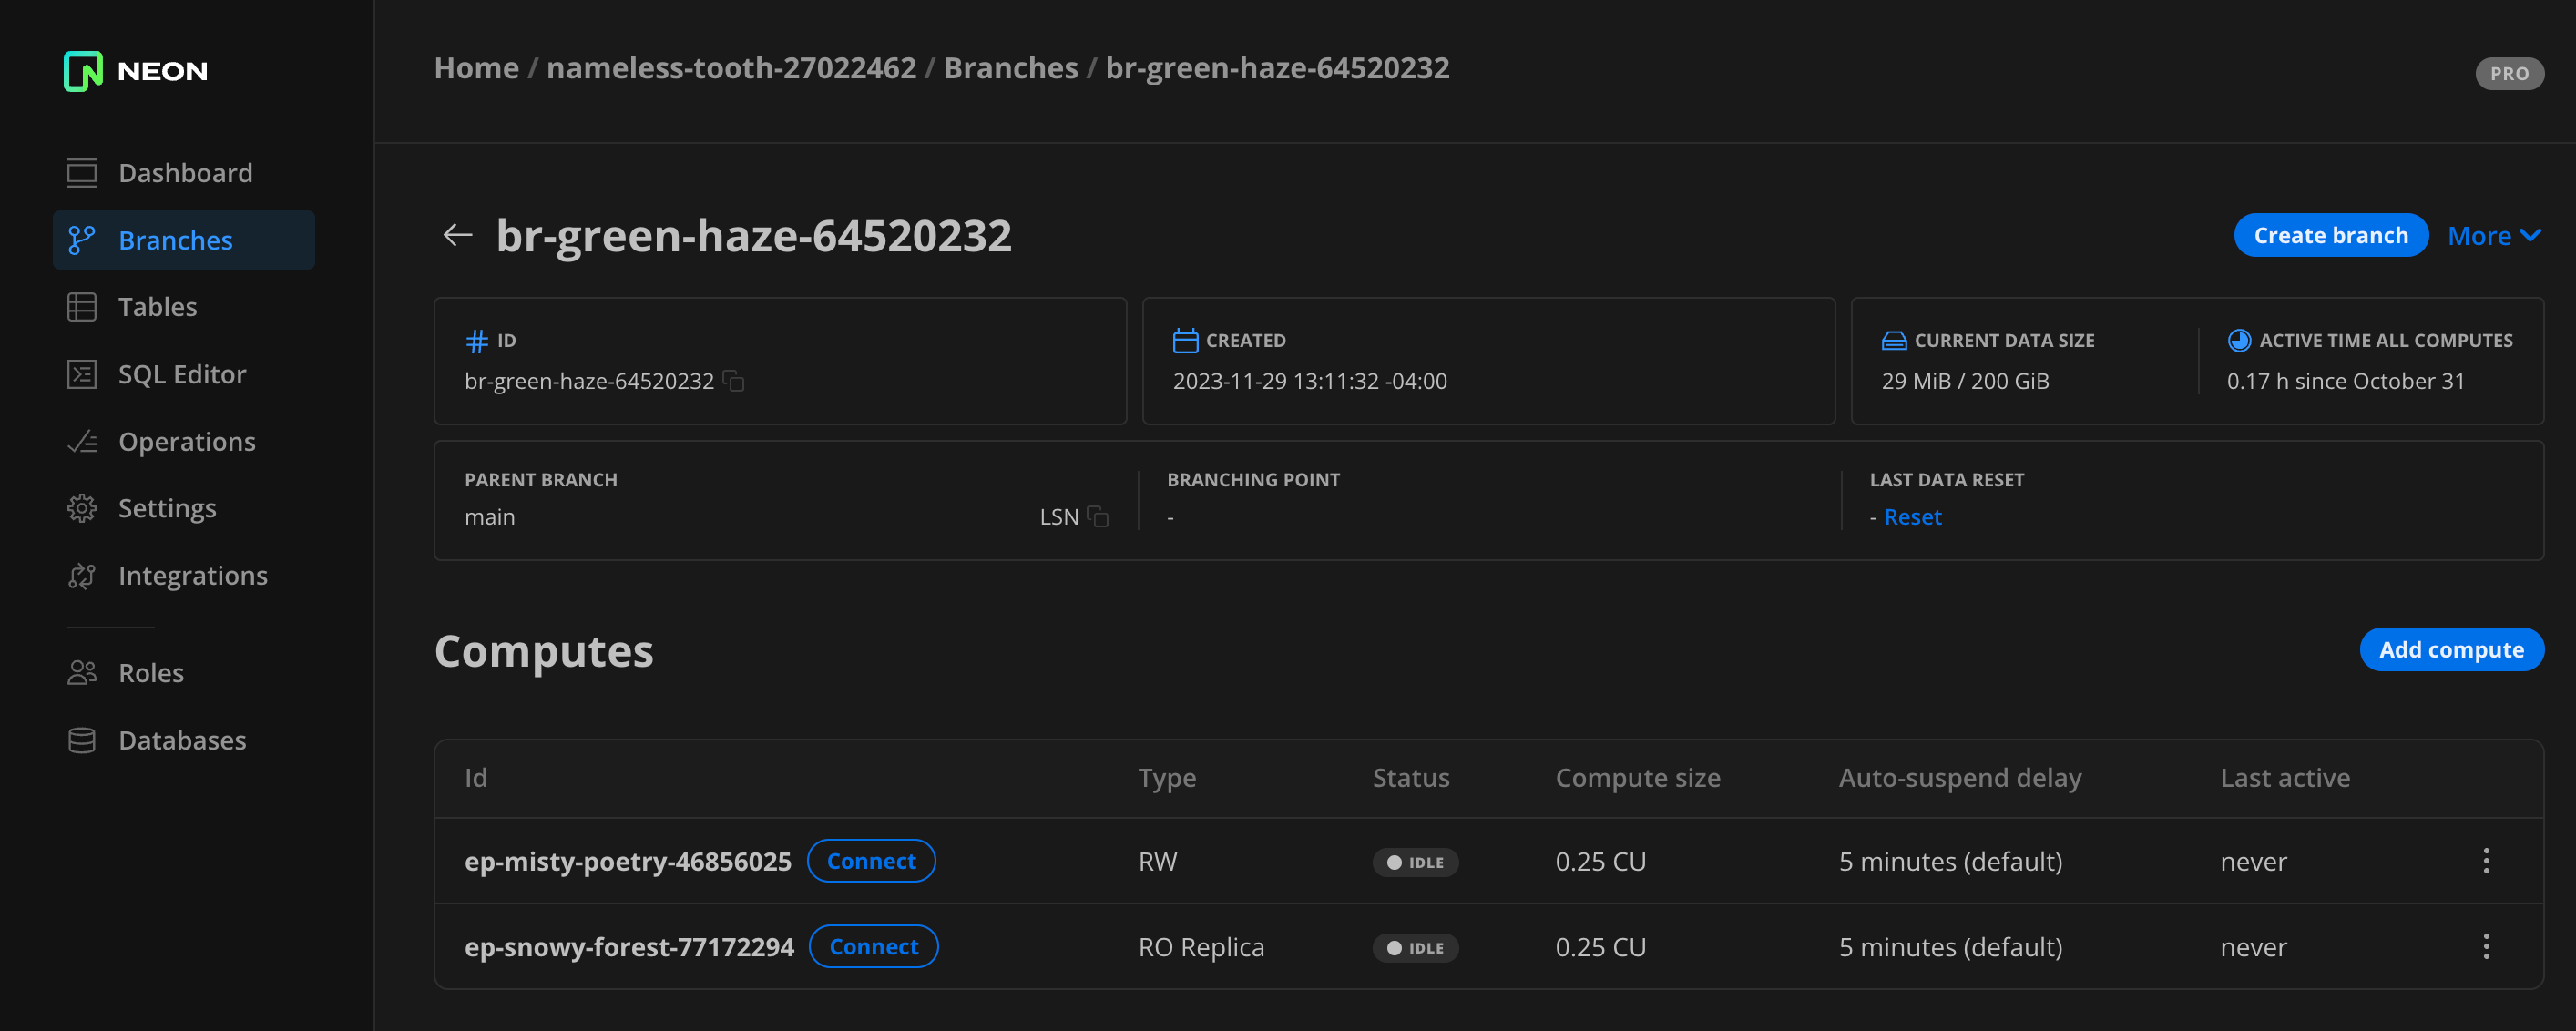 NEON
Home / nameless-tooth-27022462 / Branches / br-green-haze-64520232
PRO
Dashboard
Branches
Tables
SQL Editor
Operations
Settings
Integrations
Roles
Databases
br-green-haze-64520232
Create branch
More
ID
br-green-haze-64520232
CREATED
2023-11-29 13:11:32 -04:00
CURRENT DATA SIZE
29 MiB / 200 GiB
ACTIVE TIME ALL COMPUTES
0.17 h since October 31
PARENT BRANCH
main
LSN
BRANCHING POINT
-
LAST DATA RESET
- Reset
Computes
Add compute
Id Type Status Compute size Auto-suspend delay Last active
ep-misty-poetry-46856025 Connect RW IDLE 0.25 CU 5 minutes (default) never
ep-snowy-forest-77172294 Connect RO Replica IDLE 0.25 CU 5 minutes (default) never